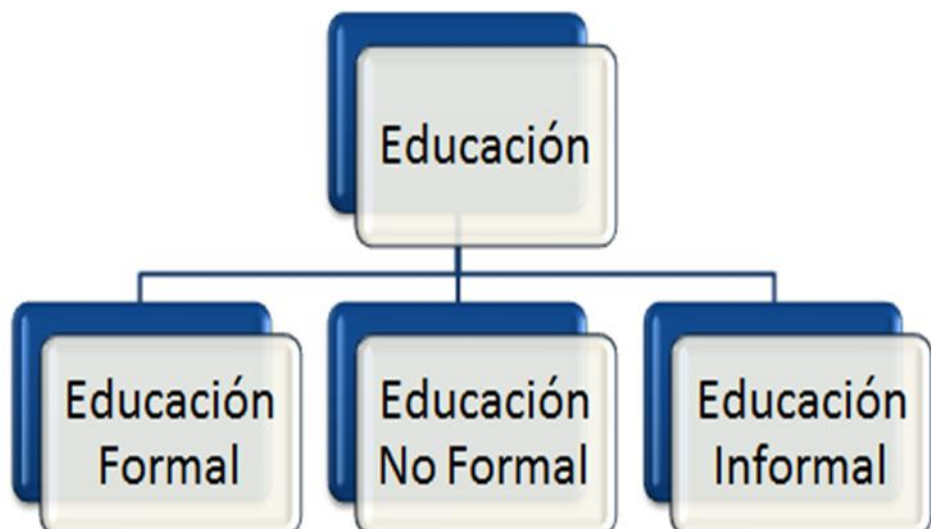 Educación
Educación
Formal
Educación
No Formal
Educación
Informal